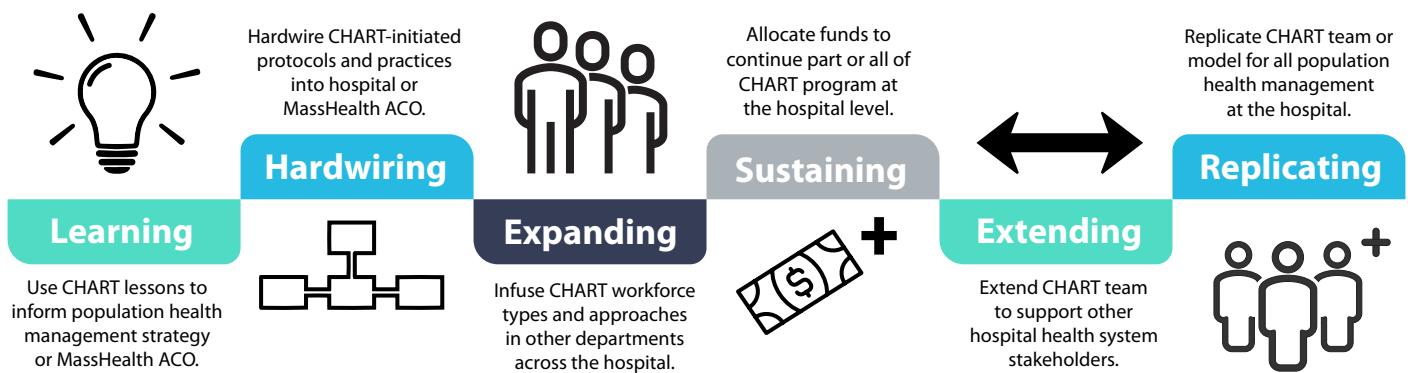 Learning
Use CHART lessons to
inform population health
management strategy
or MassHealth ACO.
Hardwire CHART-initiated
protocols and practices
into hospital or
MassHealth ACO.
Hardwiring
Expanding
Infuse CHART workforce
types and approaches
in other departments
across the hospital.
Allocate funds to
continue part or all of
CHART program at
the hospital level.
Sustaining
$
Extending
Extend CHART team
to support other
hospital health system
stakeholders.
Replicate CHART team or
model for all population
health management
at the hospital.
Replicating